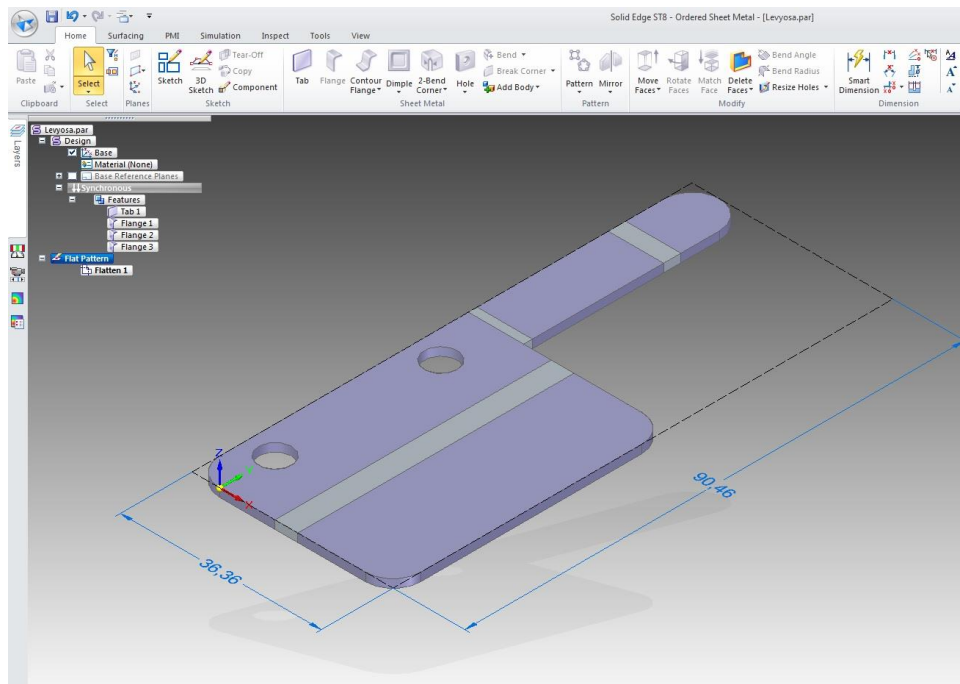 Solid Edge ST8 - Ordered Sheet Metal - [Levyosa.par]
Home Surfacing PMI Simulation Inspect Tools View
Paste
Clipboard
Select
Select
Planes
Sketch
3D Sketch
Tear-Off
Copy
Component
Sketch
Tab
Flange
Contour Flange
Dimple
2-Bend Corner
Hole
Bend
Break Corner
Add Body
Sheet Metal
Pattern
Mirror
Pattern
Move Faces
Rotate Faces
Match Face
Delete Faces
Bend Angle
Bend Radius
Resize Holes
Modify
Smart Dimension
Dimension
Layers
Levyosa.par
Design
Base
Material (None)
Base Reference Planes
Synchronous
Features
Tab 1
Flange 1
Flange 2
Flange 3
Flat Pattern
Flatten 1
Z
X
90,46
36,36